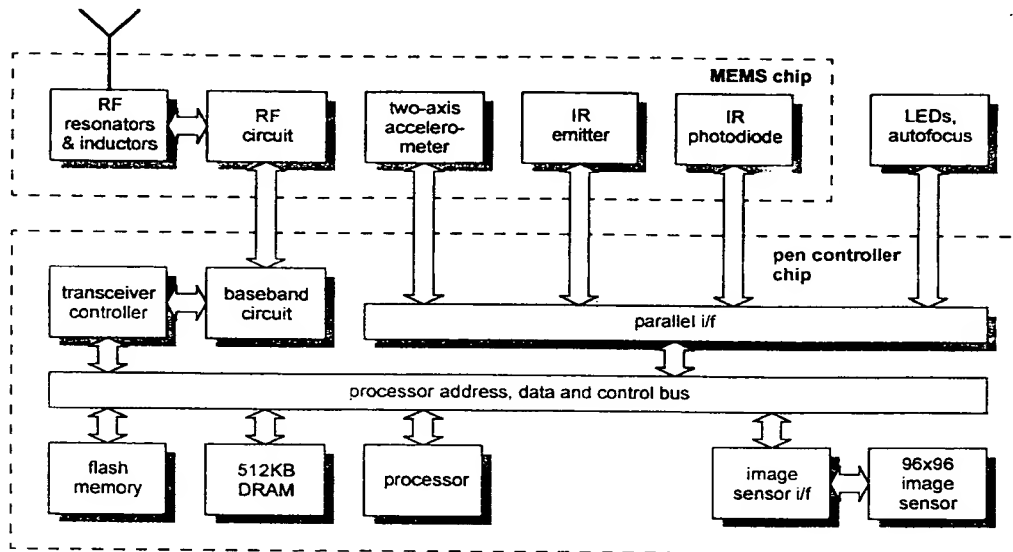 MEMS chip
RF
resonators
& inductors
RF
circuit
two-axis
accelero-
meter
IR
emitter
IR
photodiode
LEDs,
autofocus
pen controller
chip
transceiver
controller
baseband
circuit
parallel i/f
processor address, data and control bus
flash
memory
512KB
DRAM
processor
image
sensor i/f
96x96
image
sensor